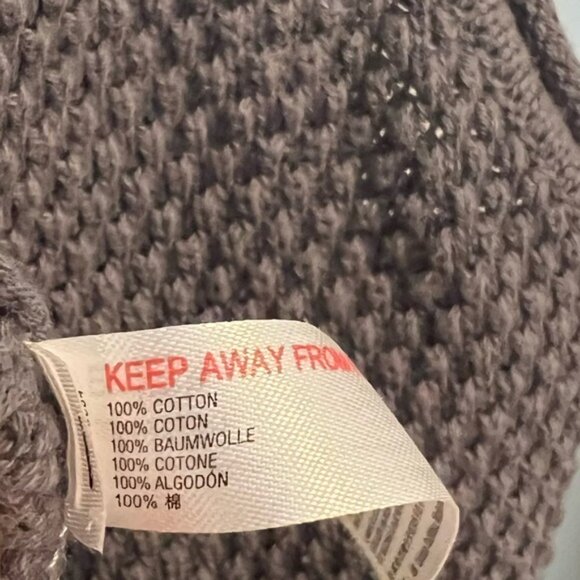 KEEP AWAY FROM
100% COTTON
100% COTON
100% BAUMWOLLE
100% COTONE
100% ALGODÓN
100% 棉